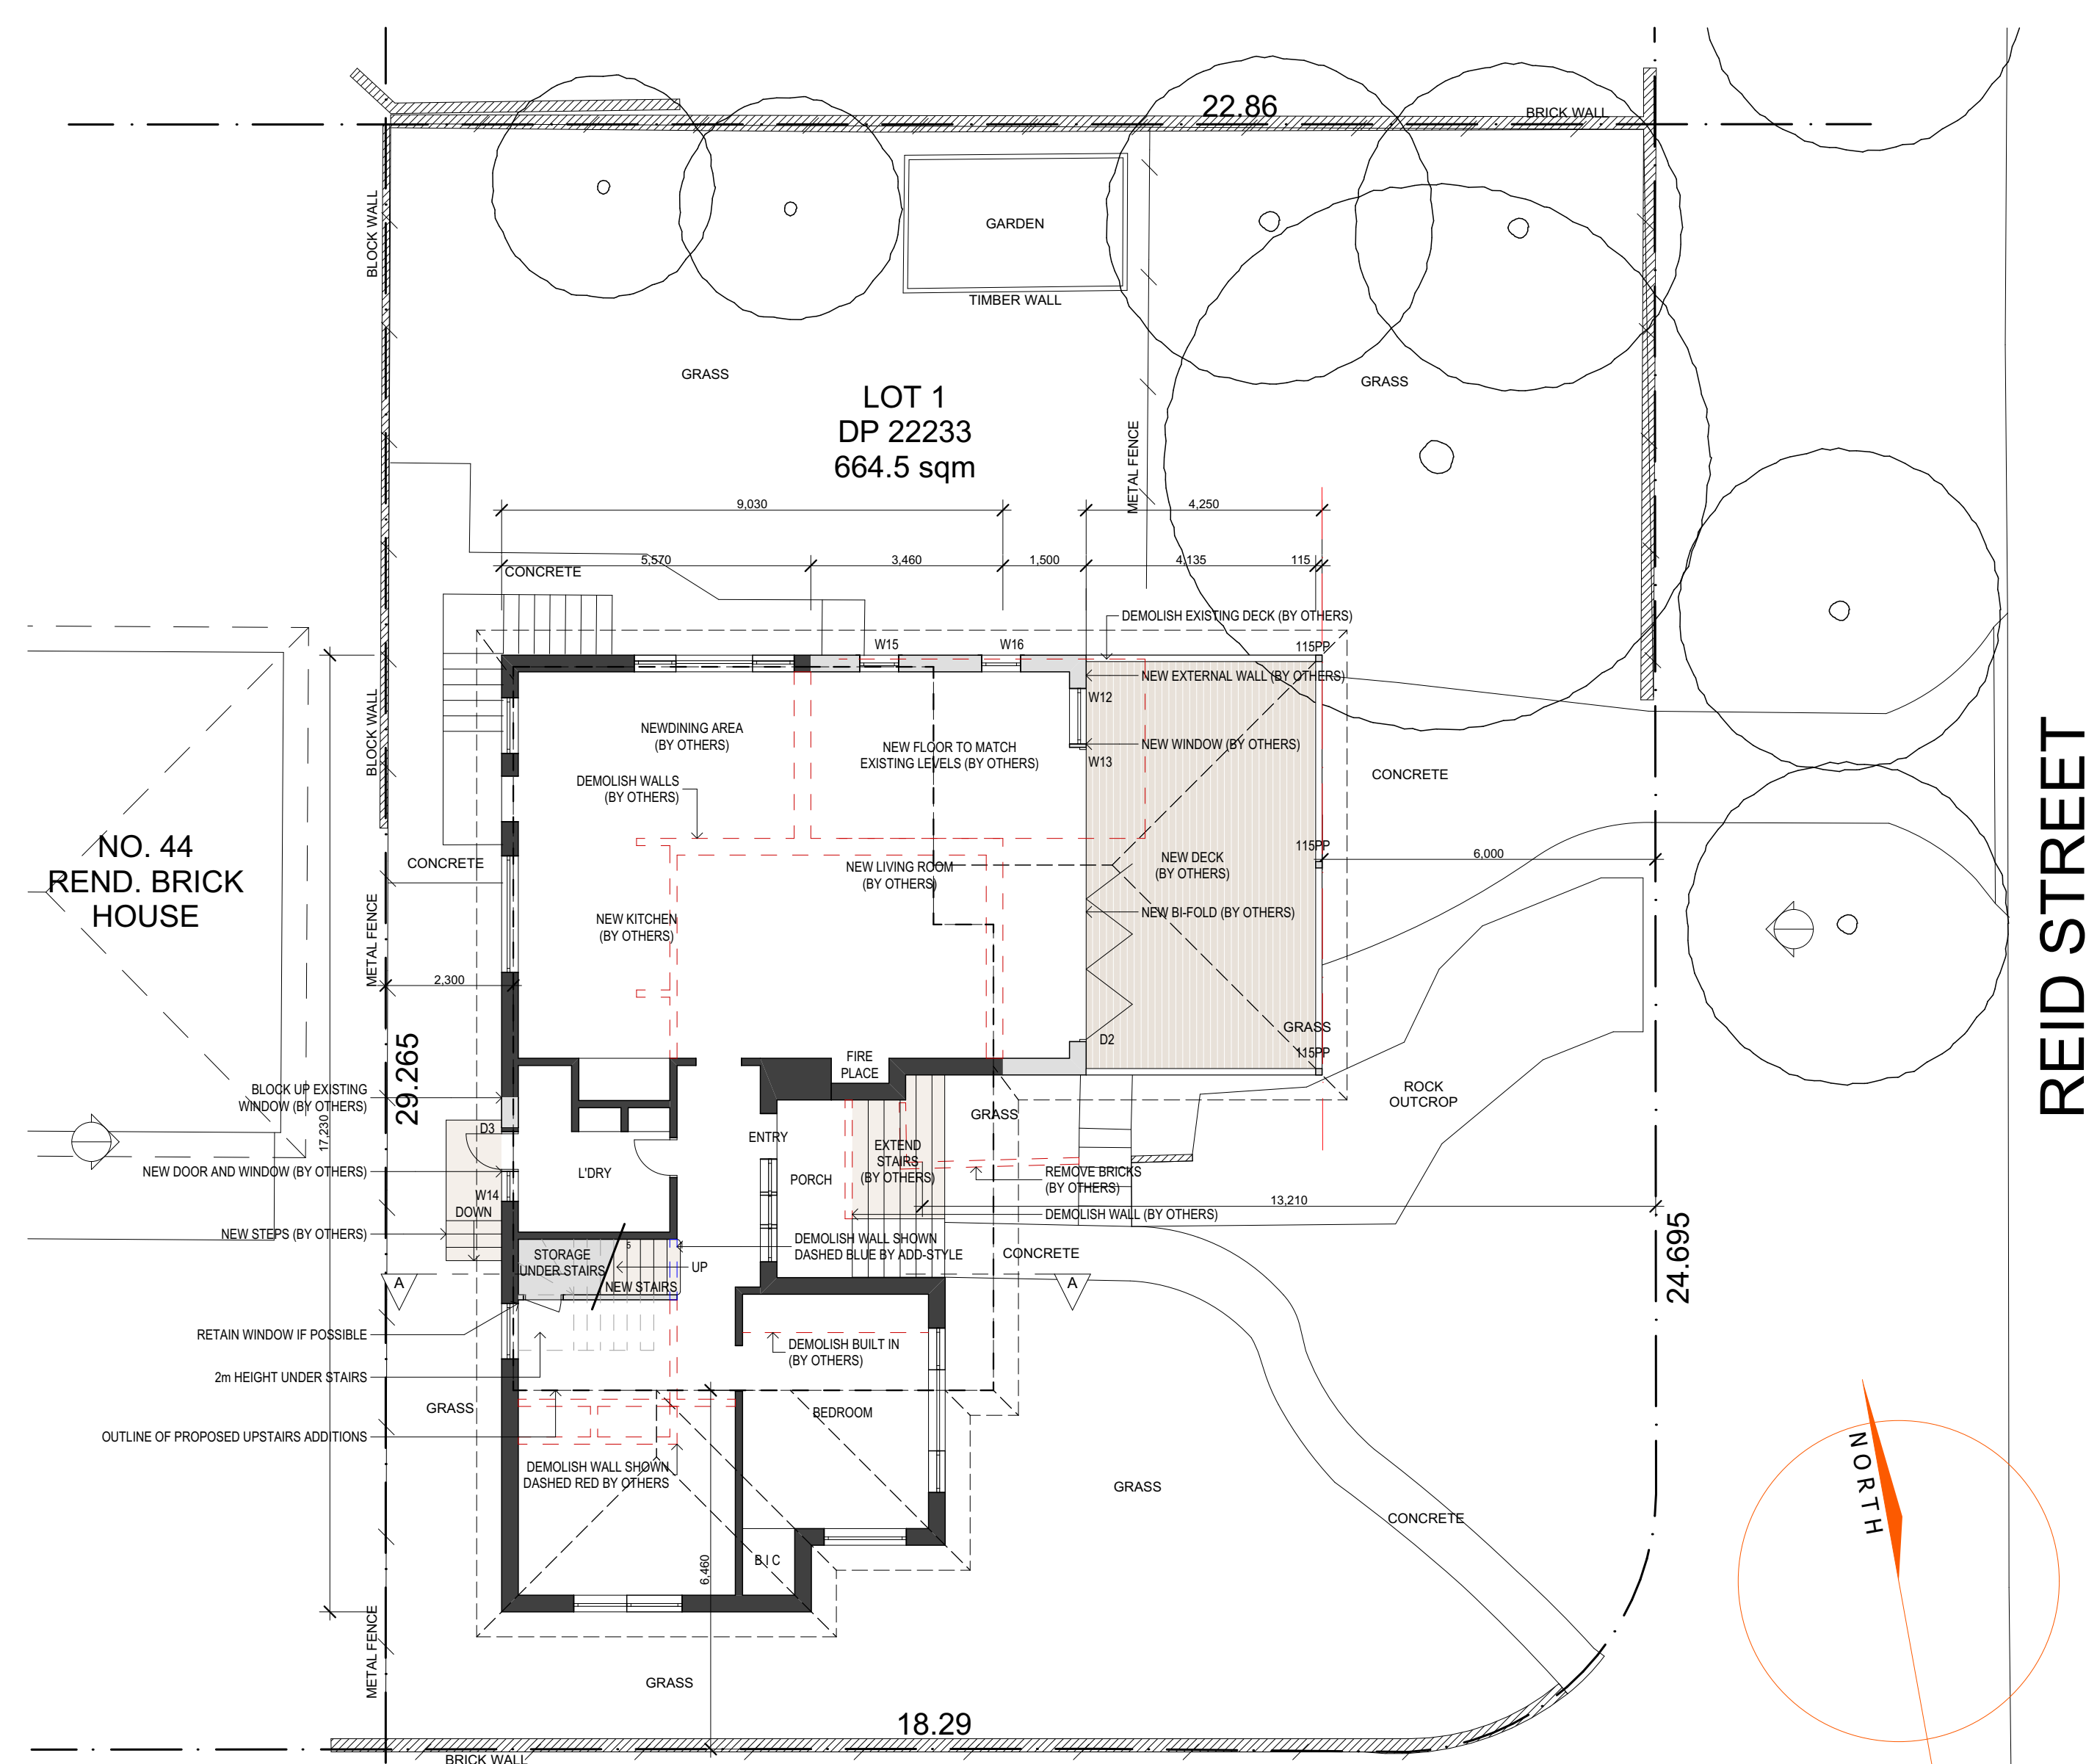 22.86
BRICK WALL
BLOCK WALL
GARDEN
TIMBER WALL
GRASS
GRASS
LOT 1
DP 22233
664.5 sqm
METAL FENCE
9,030
4,250
5,570
3,460
1,500
4,135
115
CONCRETE
DEMOLISH EXISTING DECK (BY OTHERS)
W15
W16
115PP
NEW EXTERNAL WALL (BY OTHERS)
W12
BLOCK WALL
NEWDINING AREA
(BY OTHERS)
NEW FLOOR TO MATCH
EXISTING LEVELS (BY OTHERS)
NEW WINDOW (BY OTHERS)
W13
CONCRETE
DEMOLISH WALLS
(BY OTHERS)
REID STREET
NO. 44
REND. BRICK
HOUSE
CONCRETE
115PP
NEW LIVING ROOM
(BY OTHERS)
NEW DECK
(BY OTHERS)
6,000
NEW KITCHEN
(BY OTHERS)
NEW BI-FOLD (BY OTHERS)
METAL FENCE
2,300
29.265
GRASS
D2
115PP
FIRE
PLACE
BLOCK UP EXISTING
WINDOW (BY OTHERS)
ROCK
OUTCROP
GRASS
17,230
D3
ENTRY
EXTEND
STAIRS
(BY OTHERS)
NEW DOOR AND WINDOW (BY OTHERS)
L'DRY
PORCH
REMOVE BRICKS
(BY OTHERS)
W14
DOWN
13,210
DEMOLISH WALL (BY OTHERS)
NEW STEPS (BY OTHERS)
24.695
STORAGE
UNDER STAIRS
5
DEMOLISH WALL SHOWN
DASHED BLUE BY ADD-STYLE
CONCRETE
UP
NEW STAIRS
A
A
RETAIN WINDOW IF POSSIBLE
DEMOLISH BUILT IN
(BY OTHERS)
2m HEIGHT UNDER STAIRS
GRASS
BEDROOM
OUTLINE OF PROPOSED UPSTAIRS ADDITIONS
NORTH
DEMOLISH WALL SHOWN
DASHED RED BY OTHERS
GRASS
CONCRETE
6,460
B I C
METAL FENCE
GRASS
18.29
BRICK WALL